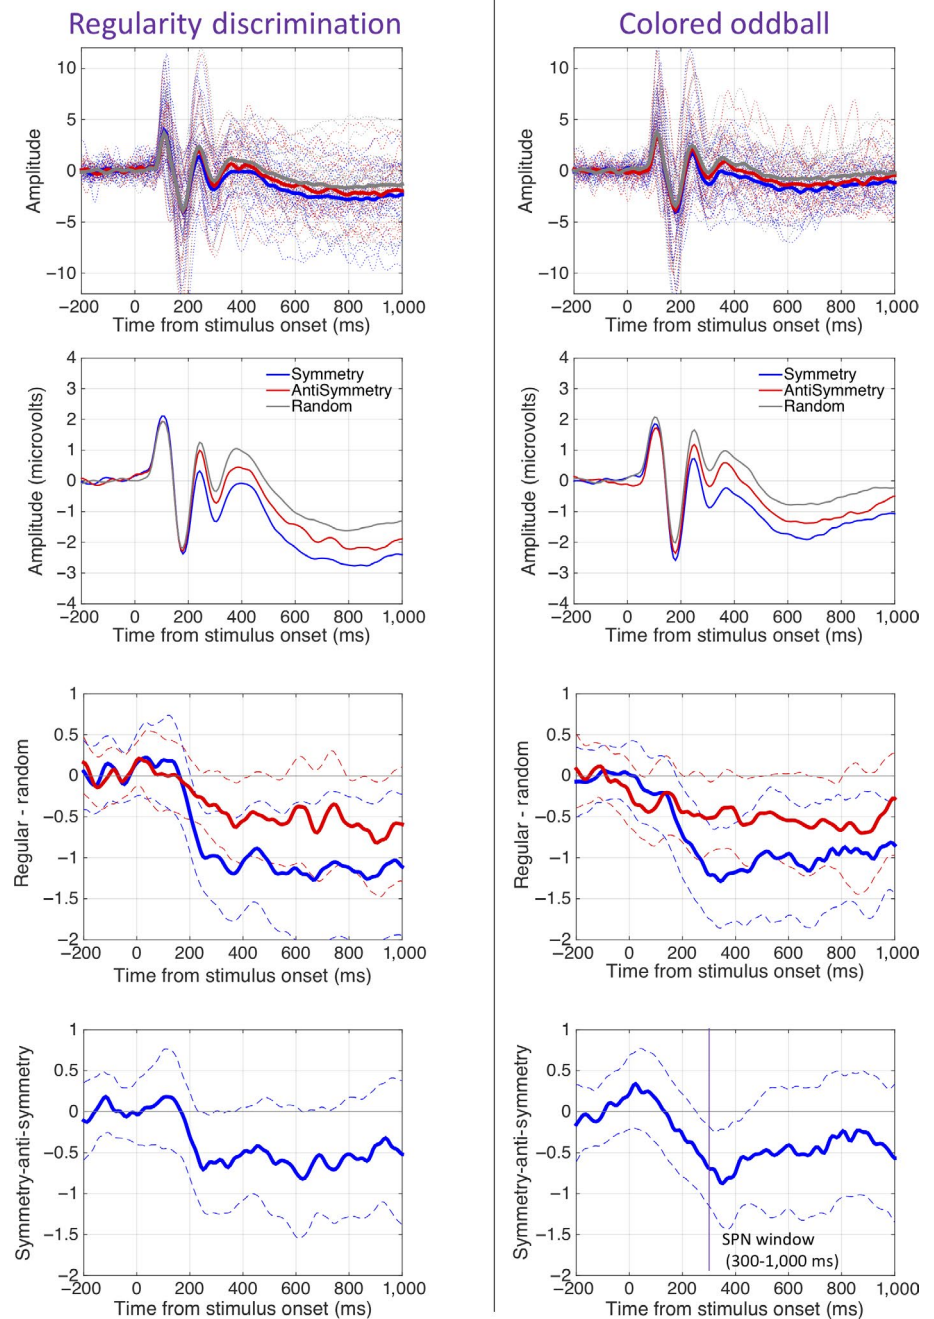 Regularity discrimination
Colored oddball
10
5
0
−5
−10
Amplitude
−200 0 200 400 600 800 1,000
Time from stimulus onset (ms)
10
5
0
−5
−10
Amplitude
−200 0 200 400 600 800 1,000
Time from stimulus onset (ms)
4
3
2
1
0
−1
−2
−3
−4
Amplitude (microvolts)
Symmetry
AntiSymmetry
Random
−200 0 200 400 600 800 1,000
Time from stimulus onset (ms)
4
3
2
1
0
−1
−2
−3
−4
Amplitude (microvolts)
Symmetry
AntiSymmetry
Random
−200 0 200 400 600 800 1,000
Time from stimulus onset (ms)
1
0.5
0
−0.5
−1
−1.5
−2
Regular - random
−200 0 200 400 600 800 1,000
Time from stimulus onset (ms)
1
0.5
0
−0.5
−1
−1.5
−2
Regular - random
−200 0 200 400 600 800 1,000
Time from stimulus onset (ms)
1
0.5
0
−0.5
−1
−1.5
−2
Symmetry-anti-symmetry
−200 0 200 400 600 800 1,000
Time from stimulus onset (ms)
1
0.5
0
−0.5
−1
−1.5
−2
Symmetry-anti-symmetry
SPN window
(300-1,000 ms)
−200 0 200 400 600 800 1,000
Time from stimulus onset (ms)